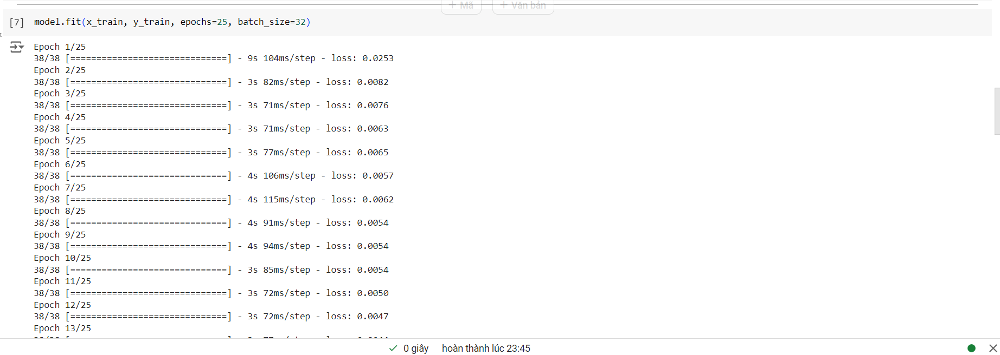 + Mã + Văn bản
[7] model.fit(x_train, y_train, epochs=25, batch_size=32)
Epoch 1/25
38/38 [==============================] - 9s 104ms/step - loss: 0.0253
Epoch 2/25
38/38 [==============================] - 3s 82ms/step - loss: 0.0082
Epoch 3/25
38/38 [==============================] - 3s 71ms/step - loss: 0.0076
Epoch 4/25
38/38 [==============================] - 3s 71ms/step - loss: 0.0063
Epoch 5/25
38/38 [==============================] - 3s 77ms/step - loss: 0.0065
Epoch 6/25
38/38 [==============================] - 4s 106ms/step - loss: 0.0057
Epoch 7/25
38/38 [==============================] - 4s 115ms/step - loss: 0.0062
Epoch 8/25
38/38 [==============================] - 4s 91ms/step - loss: 0.0054
Epoch 9/25
38/38 [==============================] - 4s 94ms/step - loss: 0.0054
Epoch 10/25
38/38 [==============================] - 3s 85ms/step - loss: 0.0054
Epoch 11/25
38/38 [==============================] - 3s 72ms/step - loss: 0.0050
Epoch 12/25
38/38 [==============================] - 3s 72ms/step - loss: 0.0047
Epoch 13/25
0 giây hoàn thành lúc 23:45